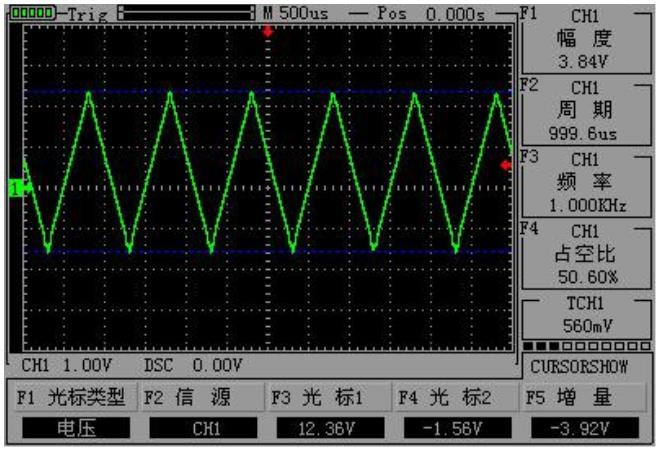 Trig M 500us Pos 0.000s
F1 CH1
幅 度
3.84V
F2 CH1
周 期
999.6us
F3 CH1
频 率
1.000KHz
F4 CH1
占空比
50.60%
TCH1
560mV
1
CH1 1.00V DSC 0.00V
CURSORSHOW
F1 光标类型 F2 信 源 F3 光 标1 F4 光 标2 F5 增 量
电压 CH1 12.36V -1.56V -3.92V